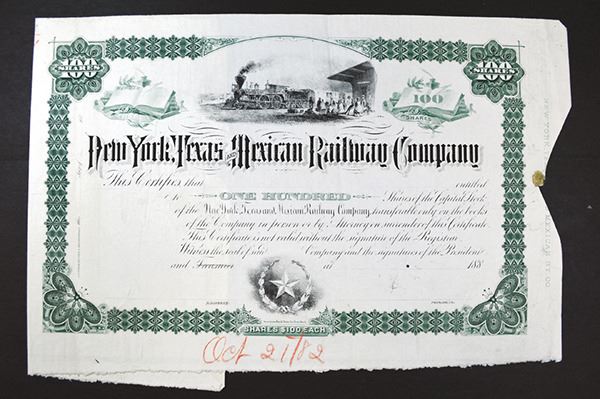 100 SHARES
100 SHARES
100
SHARES
New York, Texas and Mexican Railway Company
This Certifies that entitled
to ONE HUNDRED Shares of the Capital Stock
of the New York, Texas and Mexican Railway Company, transferable only on the books
of the Company in person or by Attorney on surrender of this Certificate.
This Certificate is not valid without the signature of the Registrar.
Witness the seal of the Company and the signatures of the President
and Treasurer at 188
SHARES $100 EACH
Oct 21/82